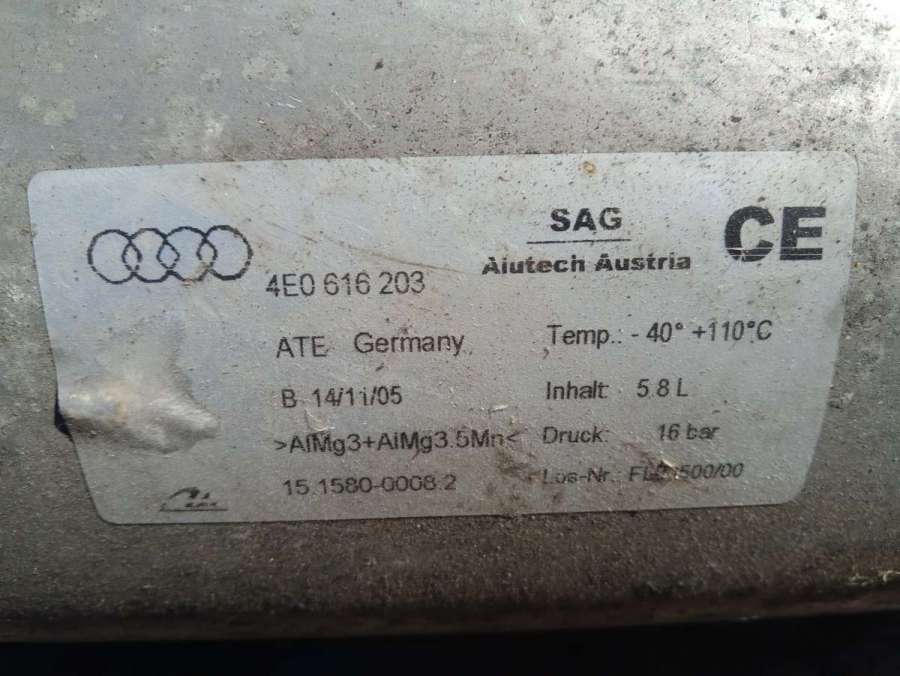 SAG
CE
Alutech Austria
4E0 616 203
ATE Germany
Temp.: - 40° +110°C
B 14/11/05
Inhalt: 5.8 L
>AlMg3+AlMg3.5Mn<
Druck: 16 bar
15.1580-0008.2
Los-Nr.: